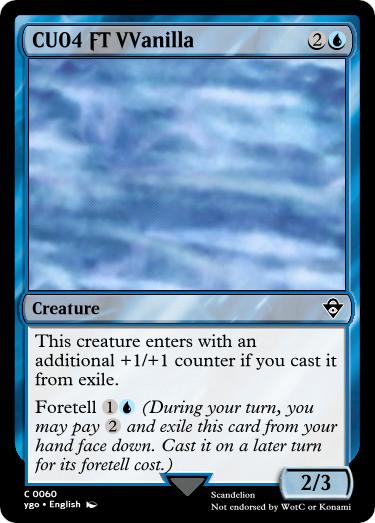 CU04 FT VVanilla 2
Creature
This creature enters with an
additional +1/+1 counter if you cast it
from exile.
Foretell 1 (During your turn, you
may pay 2 and exile this card from your
hand face down. Cast it on a later turn
for its foretell cost.)
2/3
C 0060
ygo • English
Scandelion
Not endorsed by WotC or Konami